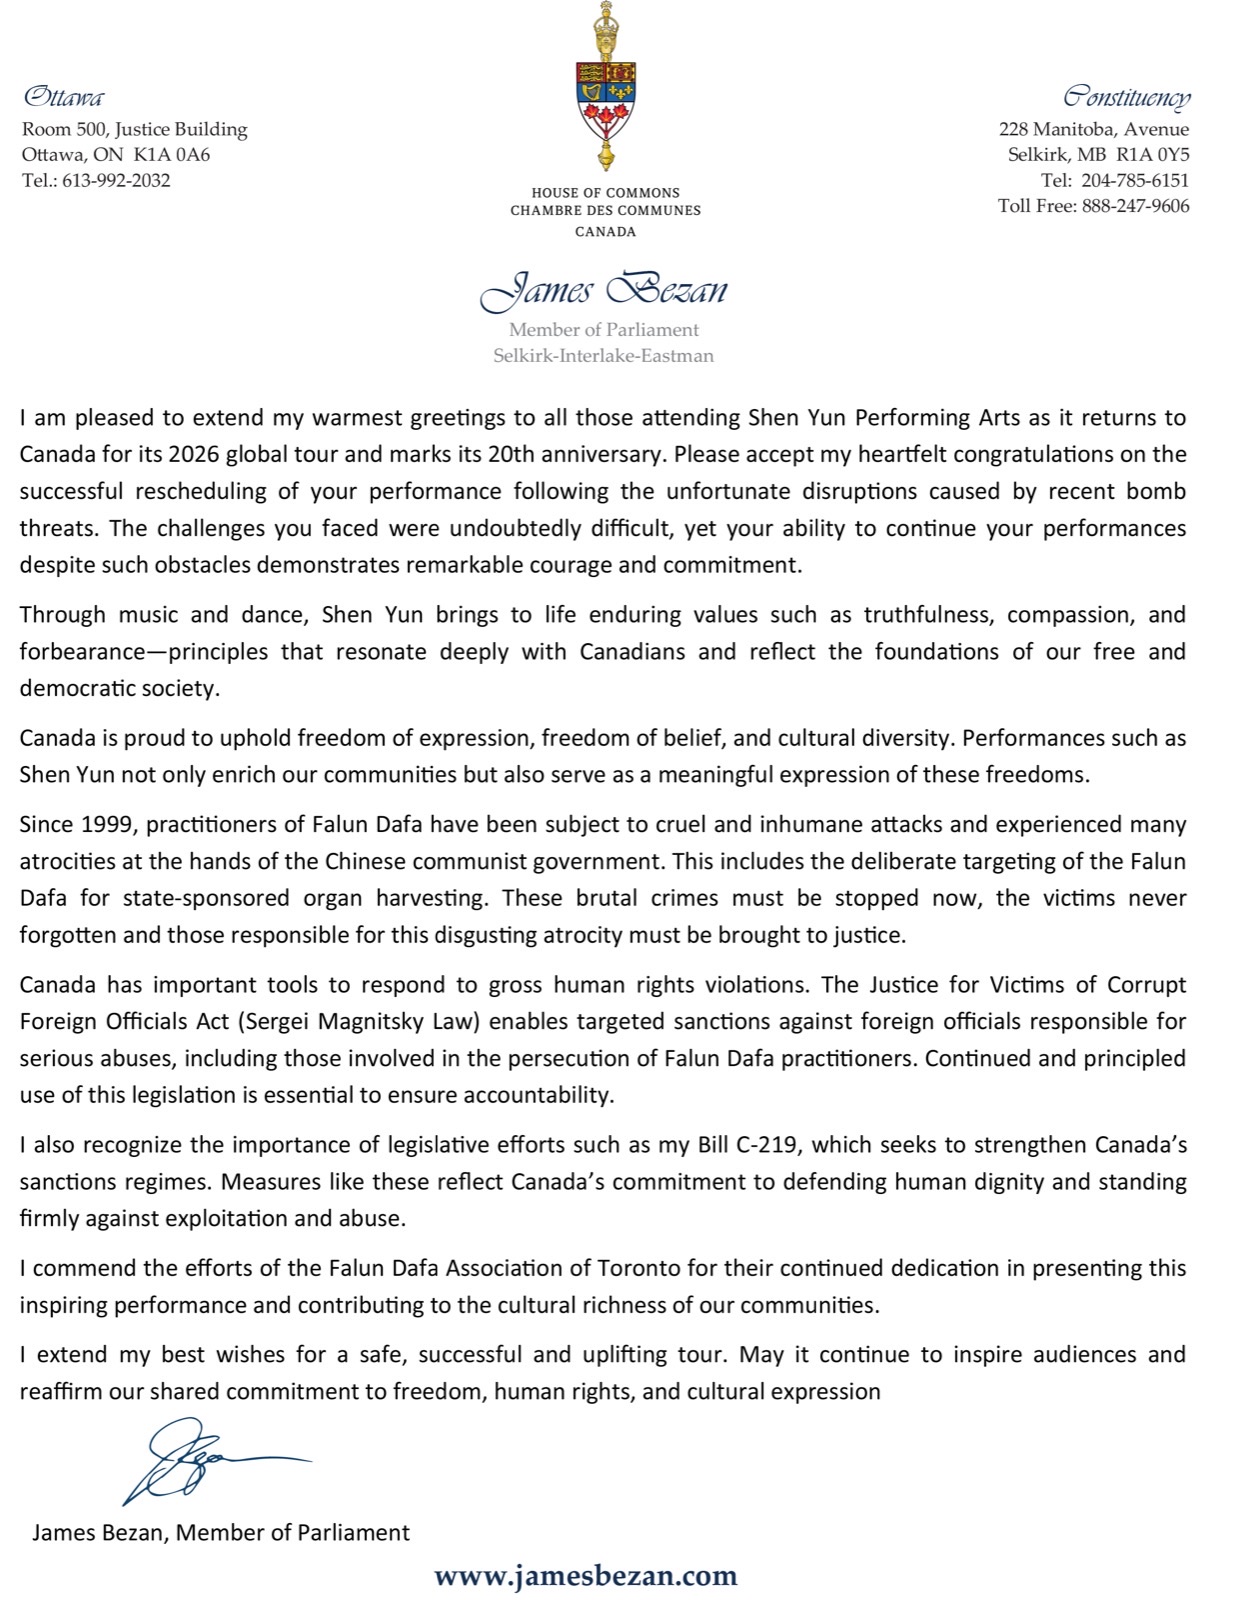 Ottawa
Room 500, Justice Building
Ottawa, ON K1A 0A6
Tel.: 613-992-2032
HOUSE OF COMMONS
CHAMBRE DES COMMUNES
CANADA
Constituency
228 Manitoba, Avenue
Selkirk, MB R1A 0Y5
Tel: 204-785-6151
Toll Free: 888-247-9606
James Bezan
Member of Parliament
Selkirk-Interlake-Eastman
I am pleased to extend my warmest greetings to all those attending Shen Yun Performing Arts as it returns to
Canada for its 2026 global tour and marks its 20th anniversary. Please accept my heartfelt congratulations on the
successful rescheduling of your performance following the unfortunate disruptions caused by recent bomb
threats. The challenges you faced were undoubtedly difficult, yet your ability to continue your performances
despite such obstacles demonstrates remarkable courage and commitment.
Through music and dance, Shen Yun brings to life enduring values such as truthfulness, compassion, and
forbearance—principles that resonate deeply with Canadians and reflect the foundations of our free and
democratic society.
Canada is proud to uphold freedom of expression, freedom of belief, and cultural diversity. Performances such as
Shen Yun not only enrich our communities but also serve as a meaningful expression of these freedoms.
Since 1999, practitioners of Falun Dafa have been subject to cruel and inhumane attacks and experienced many
atrocities at the hands of the Chinese communist government. This includes the deliberate targeting of the Falun
Dafa for state-sponsored organ harvesting. These brutal crimes must be stopped now, the victims never
forgotten and those responsible for this disgusting atrocity must be brought to justice.
Canada has important tools to respond to gross human rights violations. The Justice for Victims of Corrupt
Foreign Officials Act (Sergei Magnitsky Law) enables targeted sanctions against foreign officials responsible for
serious abuses, including those involved in the persecution of Falun Dafa practitioners. Continued and principled
use of this legislation is essential to ensure accountability.
I also recognize the importance of legislative efforts such as my Bill C-219, which seeks to strengthen Canada's
sanctions regimes. Measures like these reflect Canada's commitment to defending human dignity and standing
firmly against exploitation and abuse.
I commend the efforts of the Falun Dafa Association of Toronto for their continued dedication in presenting this
inspiring performance and contributing to the cultural richness of our communities.
I extend my best wishes for a safe, successful and uplifting tour. May it continue to inspire audiences and
reaffirm our shared commitment to freedom, human rights, and cultural expression
James Bezan, Member of Parliament
www.jamesbezan.com